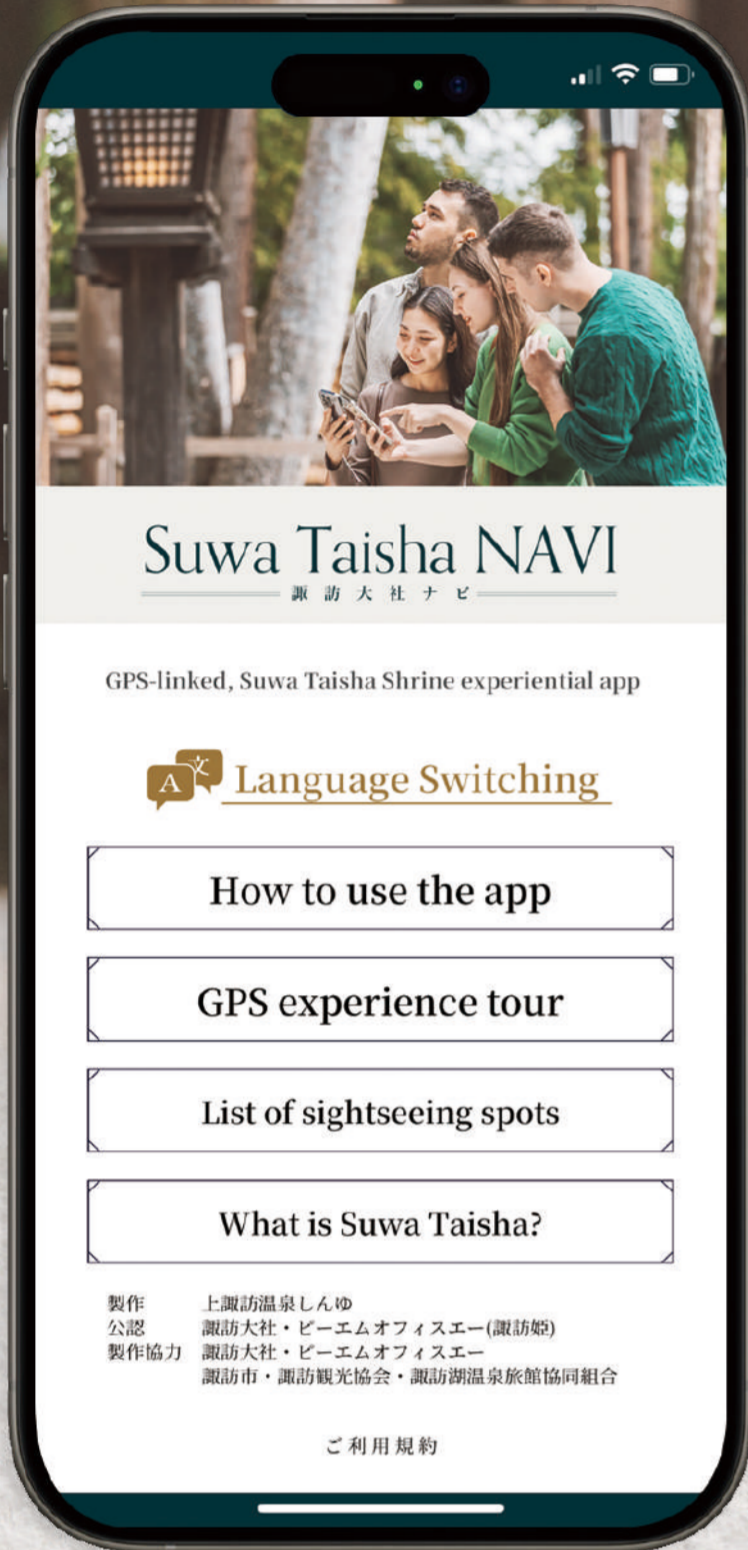 Suwa Taisha NAVI
諏訪大社ナビ
GPS-linked, Suwa Taisha Shrine experiential app
A 文 Language Switching
How to use the app
GPS experience tour
List of sightseeing spots
What is Suwa Taisha?
製作 上諏訪温泉しんゆ
公認 諏訪大社・ピーエムオフィスエー(諏訪姫)
製作協力 諏訪大社・ピーエムオフィスエー
諏訪市・諏訪観光協会・諏訪湖温泉旅館協同組合
ご利用規約